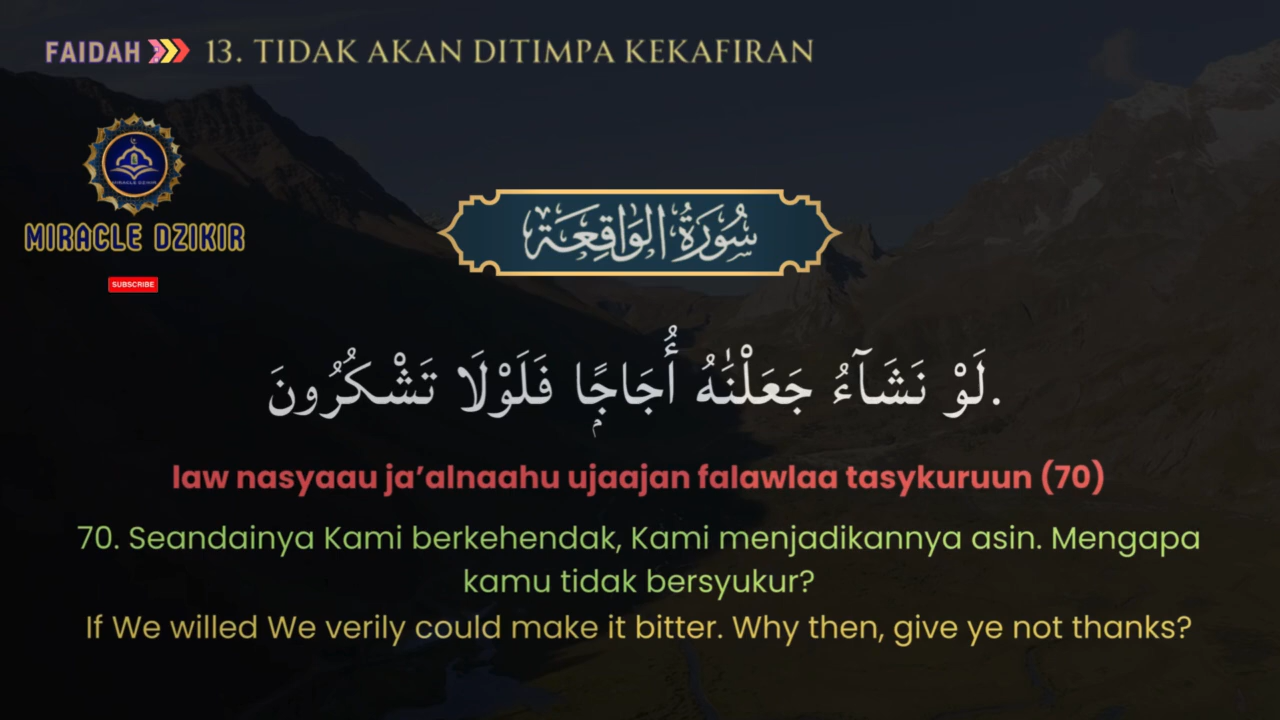 FAIDAH 13. TIDAK AKAN DITIMPA KEKAFIRAN
MIRACLE DZIKIR
MIRACLE DZIKIR
SUBSCRIBE
سُورَةُ الوَاقِعَة
لَوْ نَشَآءُ جَعَلْنٰهُ أُجَاجًۭا فَلَوْلَا تَشْكُرُونَ.
law nasyaau ja’alnaahu ujaajan falawlaa tasykuruun (70)
70. Seandainya Kami berkehendak, Kami menjadikannya asin. Mengapa
kamu tidak bersyukur?
If We willed We verily could make it bitter. Why then, give ye not thanks?